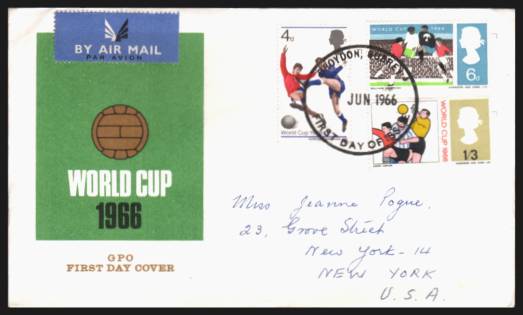 BY AIR MAIL
PAR AVION
WORLD CUP
1966
GPO
FIRST DAY COVER
4d
World Cup
WORLD CUP 1966
6d
WORLD CUP 1966
1/3
CROYDON, SURREY
JUN 1966
FIRST DAY OF
Miss Jeanne Pogue,
23, Grove Street
New York - 14
NEW YORK
U.S.A.